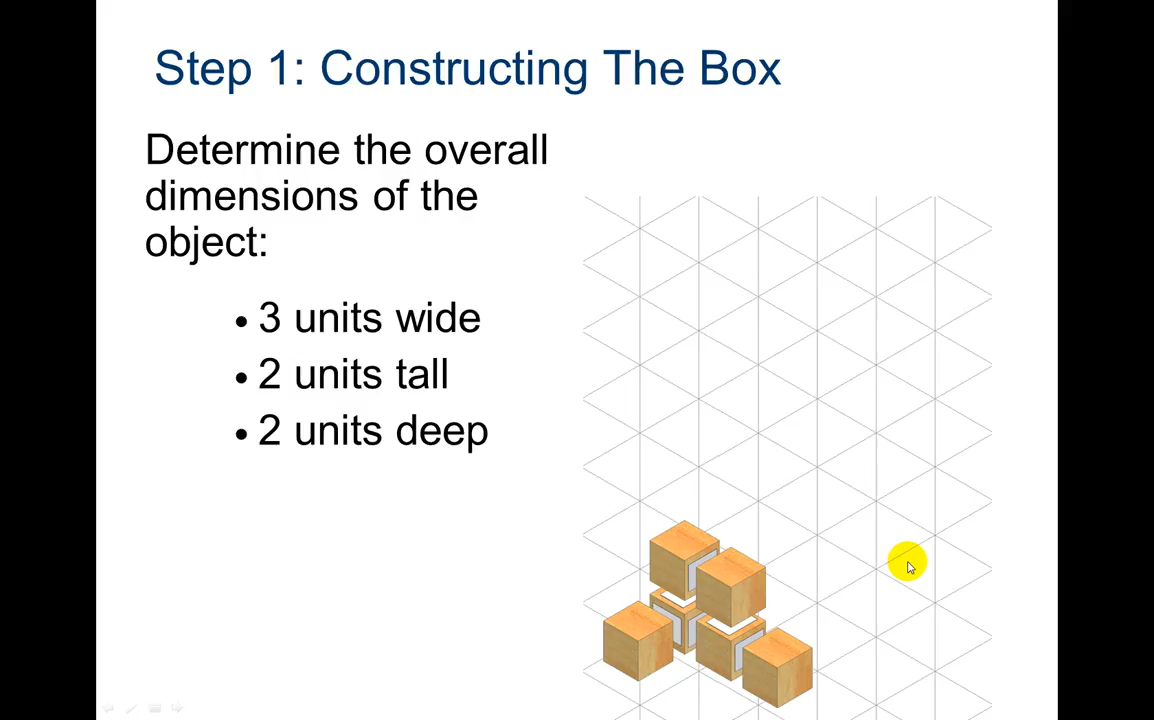 Step 1: Constructing The Box
Determine the overall
dimensions of the
object:
• 3 units wide
• 2 units tall
• 2 units deep